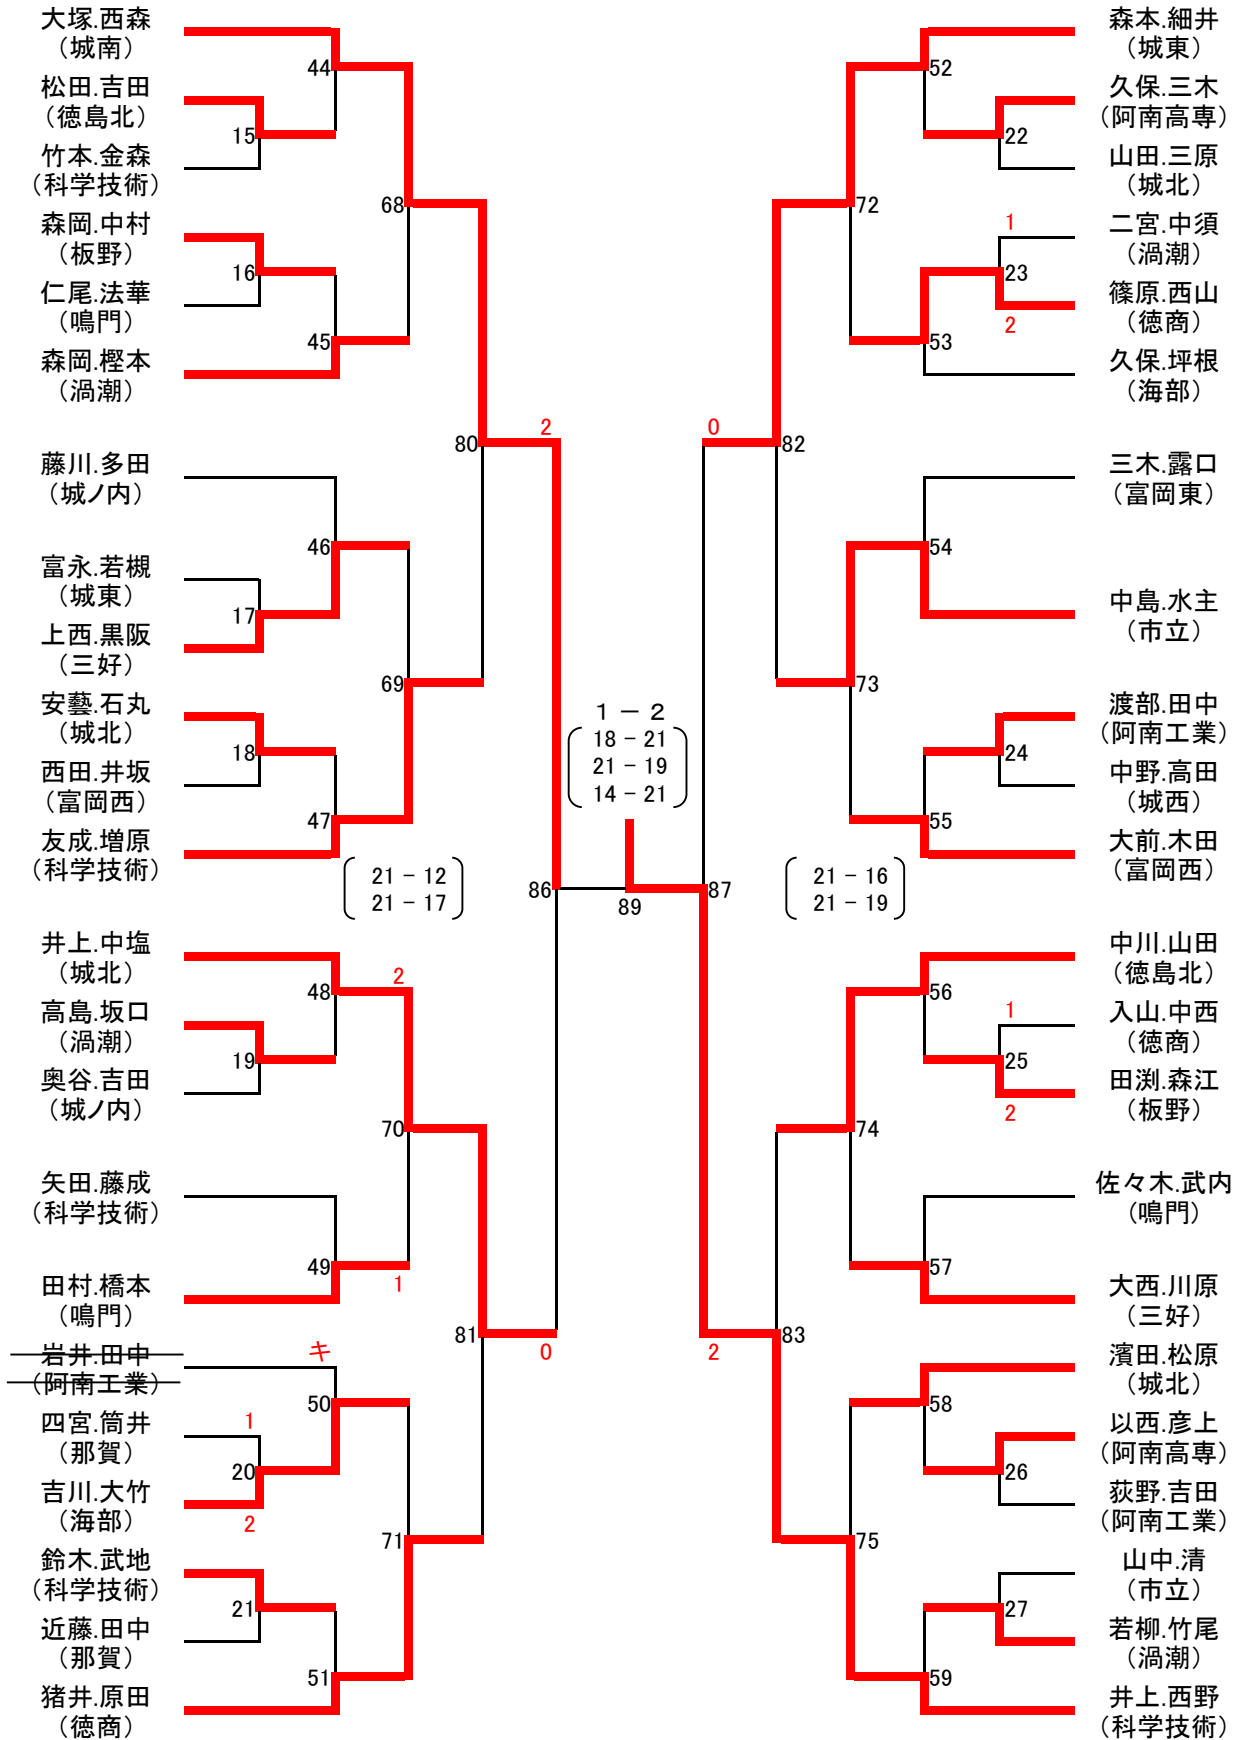 大塚.西森
（城南）
松田.吉田
（徳島北）
竹本.金森
（科学技術）
森岡.中村
（板野）
仁尾.法華
（鳴門）
森岡.樫本
（渦潮）
藤川.多田
（城ノ内）
富永.若槻
（城東）
上西.黒阪
（三好）
安藝.石丸
（城北）
西田.井坂
（富岡西）
友成.増原
（科学技術）
井上.中塩
（城北）
高島.坂口
（渦潮）
奥谷.吉田
（城ノ内）
矢田.藤成
（科学技術）
田村.橋本
（鳴門）
岩井.田中
（阿南工業）
四宮.筒井
（那賀）
吉川.大竹
（海部）
鈴木.武地
（科学技術）
近藤.田中
（那賀）
猪井.原田
（徳商）
15
16
17
18
19
1
20
2
21
44
45
46
47
48
49
キ
50
51
68
69
2
70
1
71
80
81
21 － 12
21 － 17
2
86
0
1 － 2
18 － 21
21 － 19
14 － 21
89
0
87
2
21 － 16
21 － 19
82
83
72
73
74
75
52
53
54
55
56
57
58
59
22
1
23
2
24
1
25
2
26
27
森本.細井
（城東）
久保.三木
（阿南高専）
山田.三原
（城北）
二宮.中須
（渦潮）
篠原.西山
（徳商）
久保.坪根
（海部）
三木.露口
（富岡東）
中島.水主
（市立）
渡部.田中
（阿南工業）
中野.高田
（城西）
大前.木田
（富岡西）
中川.山田
（徳島北）
入山.中西
（徳商）
田渕.森江
（板野）
佐々木.武内
（鳴門）
大西.川原
（三好）
濱田.松原
（城北）
以西.彦上
（阿南高専）
荻野.吉田
（阿南工業）
山中.清
（市立）
若柳.竹尾
（渦潮）
井上.西野
（科学技術）